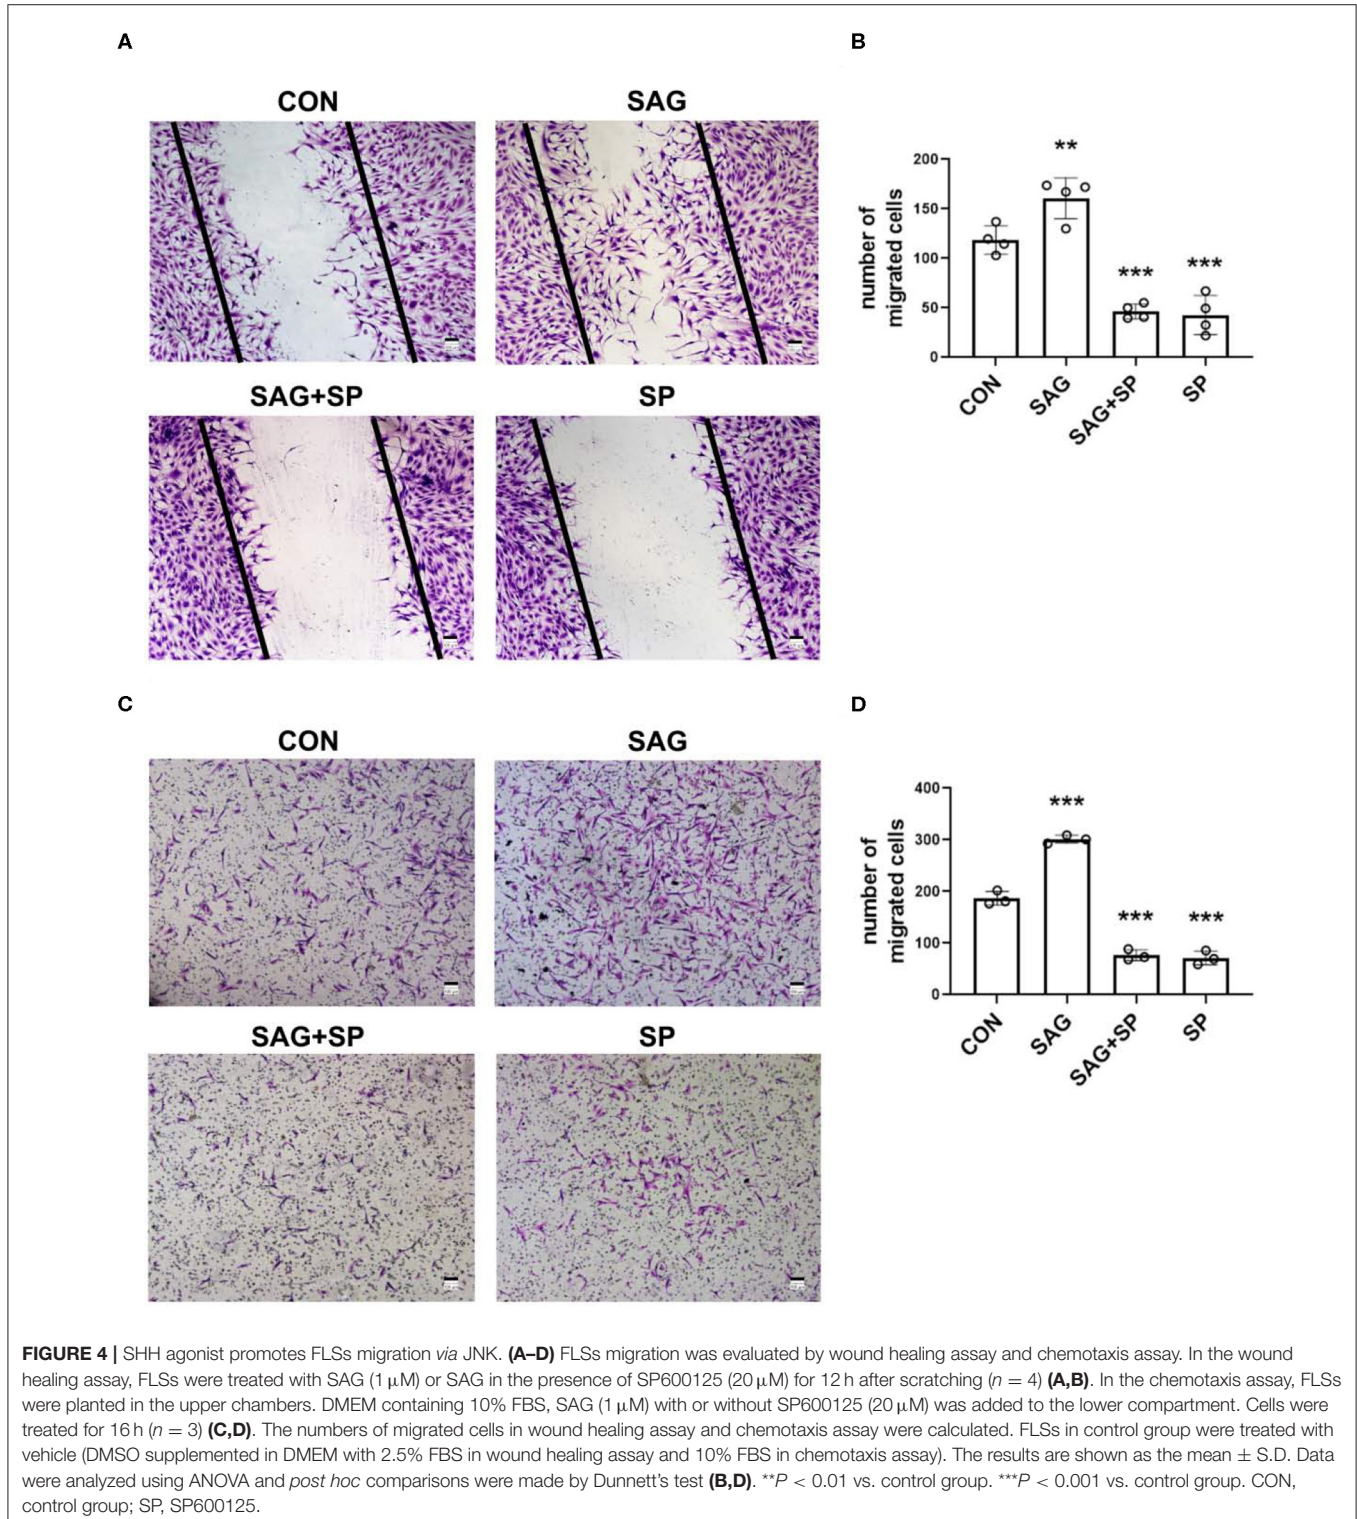 A
B
CON
SAG
SAG+SP
SP
number of
migrated cells
200
150
100
50
0
**
***
***
CON
SAG
SAG+SP
SP
C
D
CON
SAG
SAG+SP
SP
number of
migrated cells
400
300
200
100
0
***
***
***
CON
SAG
SAG+SP
SP
FIGURE 4 | SHH agonist promotes FLSs migration via JNK. (A–D) FLSs migration was evaluated by wound healing assay and chemotaxis assay. In the wound
healing assay, FLSs were treated with SAG (1 μM) or SAG in the presence of SP600125 (20 μM) for 12 h after scratching (n = 4) (A,B). In the chemotaxis assay, FLSs
were planted in the upper chambers. DMEM containing 10% FBS, SAG (1 μM) with or without SP600125 (20 μM) was added to the lower compartment. Cells were
treated for 16 h (n = 3) (C,D). The numbers of migrated cells in wound healing assay and chemotaxis assay were calculated. FLSs in control group were treated with
vehicle (DMSO supplemented in DMEM with 2.5% FBS in wound healing assay and 10% FBS in chemotaxis assay). The results are shown as the mean ± S.D. Data
were analyzed using ANOVA and post hoc comparisons were made by Dunnett's test (B,D). **P < 0.01 vs. control group. ***P < 0.001 vs. control group. CON,
control group; SP, SP600125.